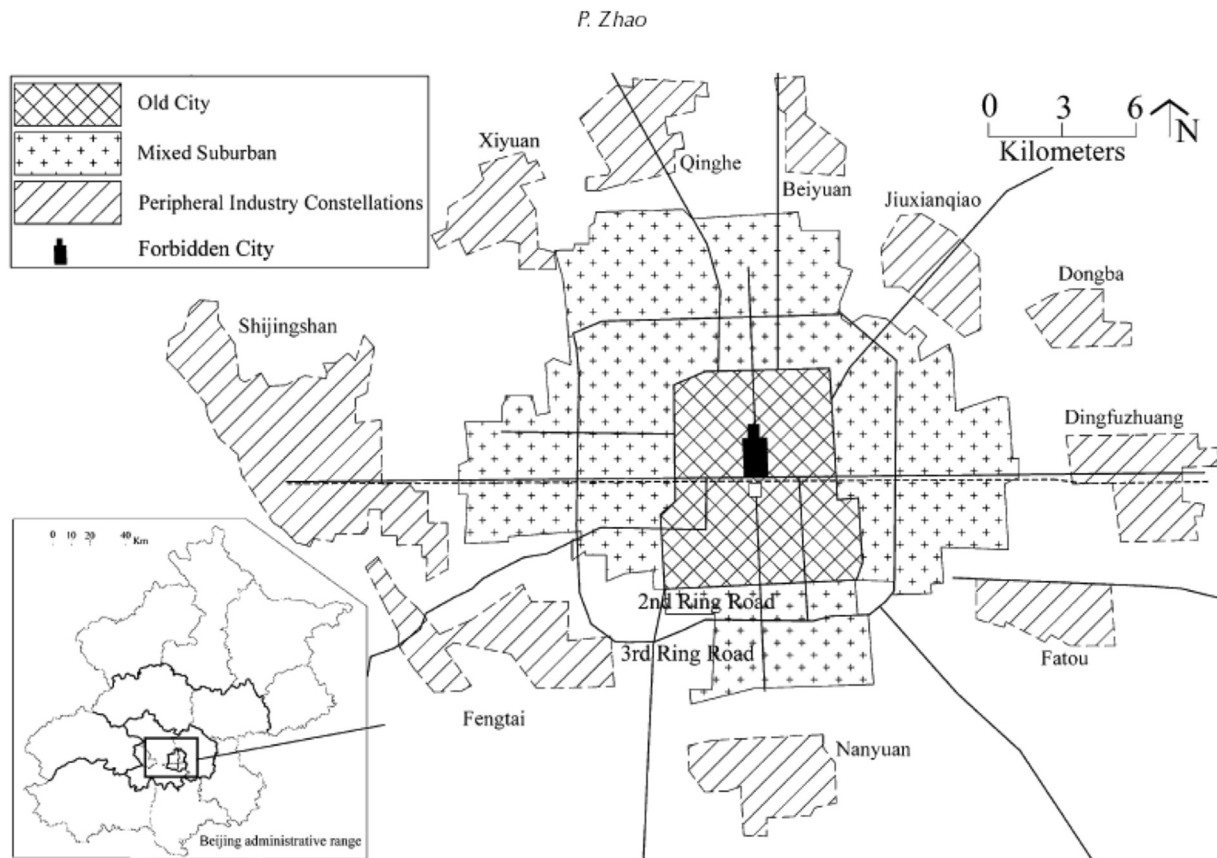 P. Zhao
Old City
Mixed Suburban
Peripheral Industry Constellations
Forbidden City
0 3 6
N
Kilometers
Xiyuan
Qinghe
Beiyuan
Jiuxianqiao
Dongba
Shijingshan
Dingfuzhuang
0 10 20 40 Km
2nd Ring Road
3rd Ring Road
Fatou
Fengtai
Nanyuan
Beijing administrative range